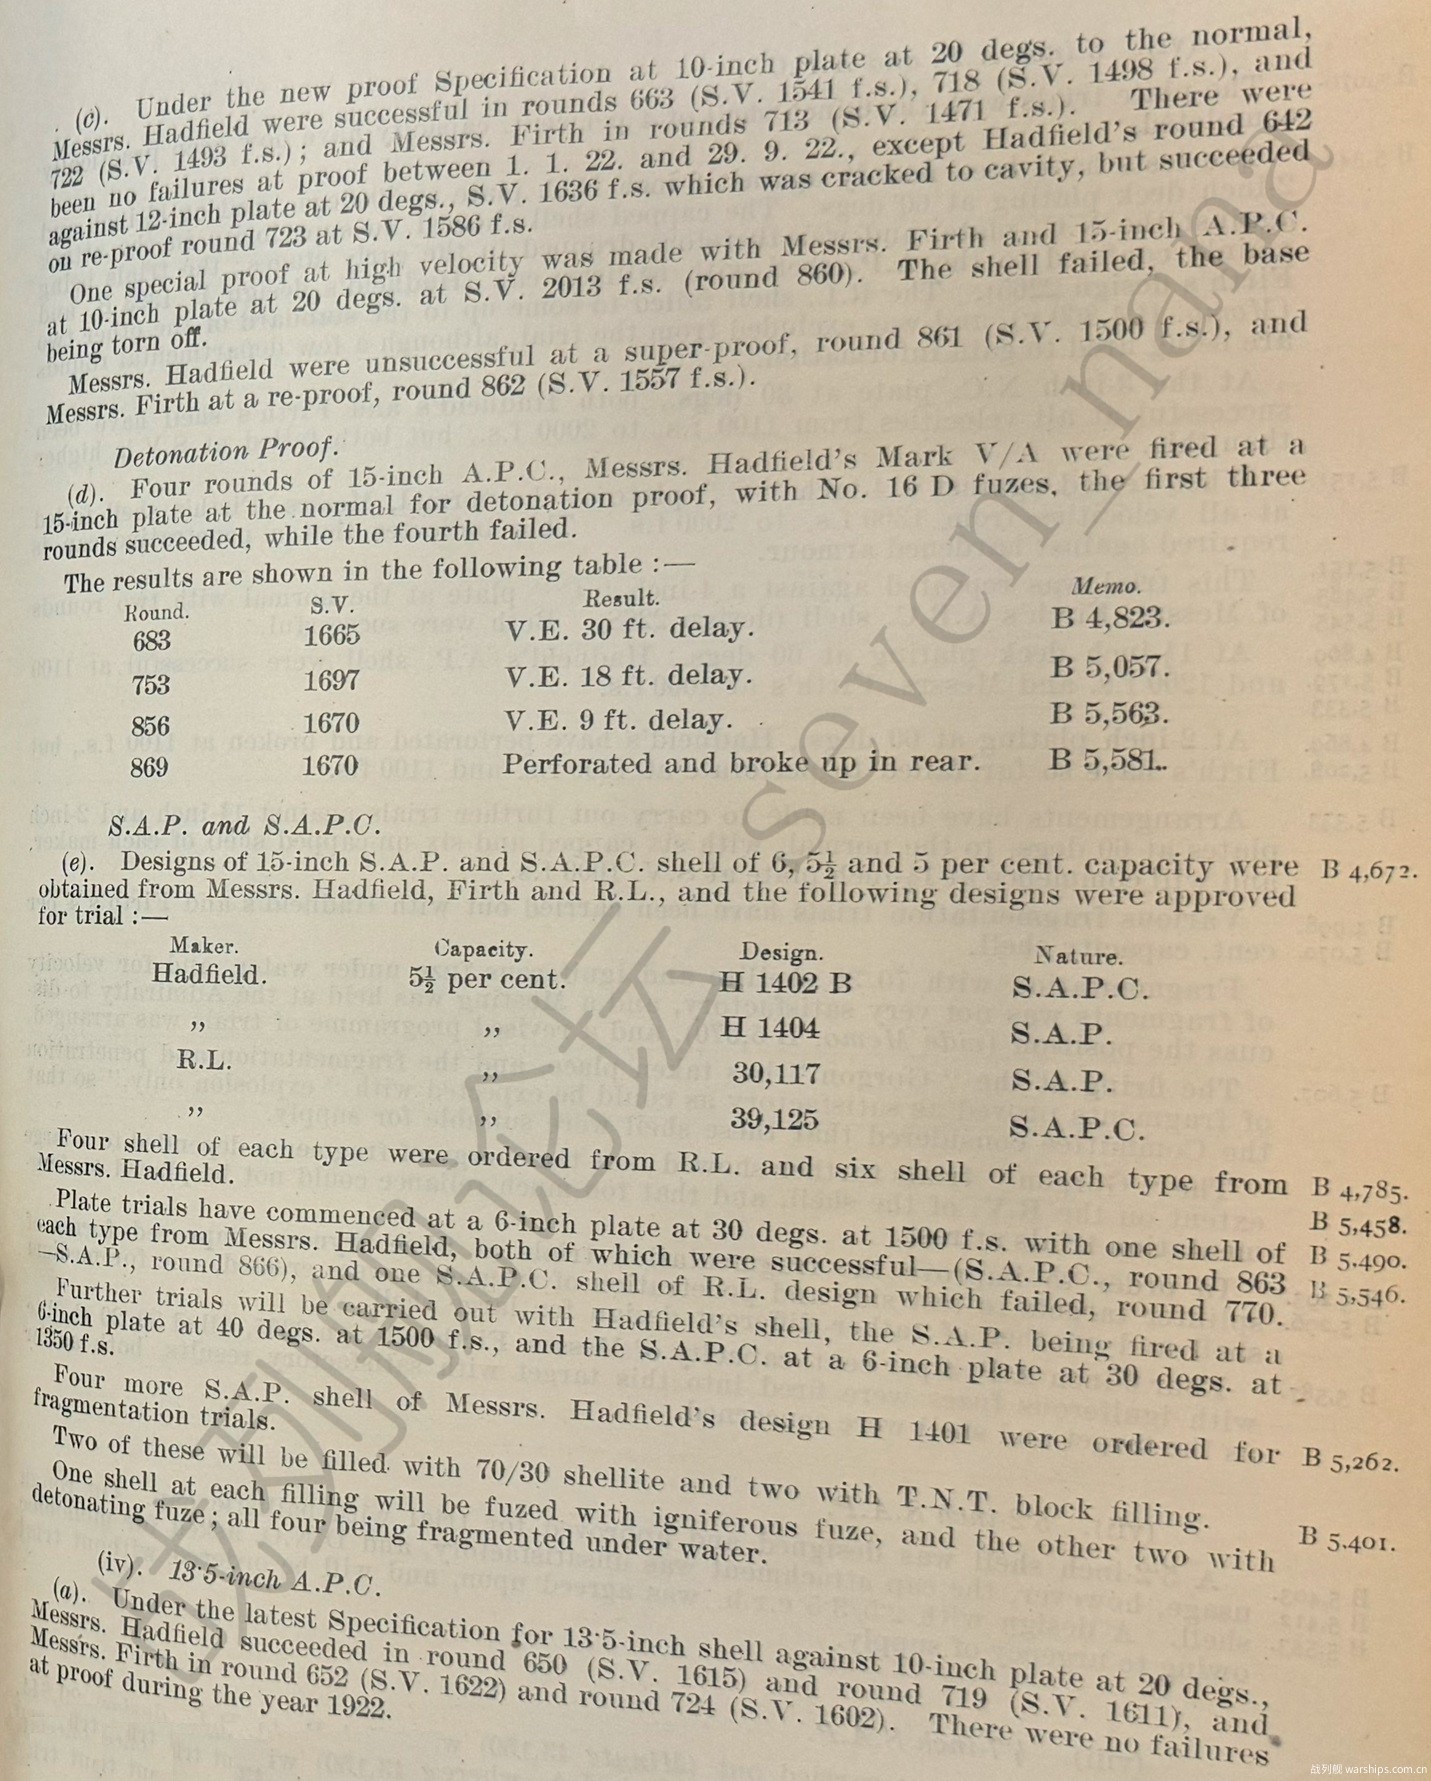 (c). Under the new proof Specification at 10-inch plate at 20 degs. to the normal,
Messrs. Hadfield were successful in rounds 663 (S.V. 1541 f.s.), 718 (S.V. 1498 f.s.), and
722 (S.V. 1493 f.s.); and Messrs. Firth in rounds 713 (S.V. 1471 f.s.). There were
been no failures at proof between 1. 1. 22. and 29. 9. 22., except Hadfield's round 642
against 12-inch plate at 20 degs., S.V. 1636 f.s. which was cracked to cavity, but succeeded
on re-proof round 723 at S.V. 1586 f.s.
One special proof at high velocity was made with Messrs. Firth and 15-inch A.P.C.
at 10-inch plate at 20 degs. at S.V. 2013 f.s. (round 860). The shell failed, the base
being torn off.
Messrs. Hadfield were unsuccessful at a super-proof, round 861 (S.V. 1500 f.s.), and
Messrs. Firth at a re-proof, round 862 (S.V. 1557 f.s.).
Detonation Proof.
(d). Four rounds of 15-inch A.P.C., Messrs. Hadfield's Mark V/A were fired at a
15-inch plate at the normal for detonation proof, with No. 16 D fuzes, the first three
rounds succeeded, while the fourth failed.
The results are shown in the following table :—
Round. S.V. Result. Memo.
683 1665 V.E. 30 ft. delay. B 4,823.
753 1697 V.E. 18 ft. delay. B 5,057.
856 1670 V.E. 9 ft. delay. B 5,563.
869 1670 Perforated and broke up in rear. B 5,581.
S.A.P. and S.A.P.C.
(e). Designs of 15-inch S.A.P. and S.A.P.C. shell of 6, 5½ and 5 per cent. capacity were B 4,672.
obtained from Messrs. Hadfield, Firth and R.L., and the following designs were approved
for trial :—
Maker. Capacity. Design. Nature.
Hadfield. 5½ per cent. H 1402 B S.A.P.C.
,, ,, H 1404 S.A.P.
R.L. ,, 30,117 S.A.P.
,, ,, 39,125 S.A.P.C.
Four shell of each type were ordered from R.L. and six shell of each type from B 4,785.
Messrs. Hadfield.
B 5,458.
Plate trials have commenced at a 6-inch plate at 30 degs. at 1500 f.s. with one shell of B 5,490.
each type from Messrs. Hadfield, both of which were successful—(S.A.P.C., round 863 B 5,546.
—S.A.P., round 866), and one S.A.P.C. shell of R.L. design which failed, round 770.
Further trials will be carried out with Hadfield's shell, the S.A.P. being fired at a
6-inch plate at 40 degs. at 1500 f.s., and the S.A.P.C. at a 6-inch plate at 30 degs. at
1350 f.s.
Four more S.A.P. shell of Messrs. Hadfield's design H 1401 were ordered for B 5,262.
fragmentation trials.
Two of these will be filled with 70/30 shellite and two with T.N.T. block filling.
One shell at each filling will be fuzed with igniferous fuze, and the other two with B 5,401.
detonating fuze; all four being fragmented under water.
(iv). 13·5-inch A.P.C.
(a). Under the latest Specification for 13·5-inch shell against 10-inch plate at 20 degs.,
Messrs. Hadfield succeeded in round 650 (S.V. 1615) and round 719 (S.V. 1611), and
Messrs. Firth in round 652 (S.V. 1622) and round 724 (S.V. 1602). There were no failures
at proof during the year 1922.
战列舰论坛 seven_nana
战列舰 warships.com.cn